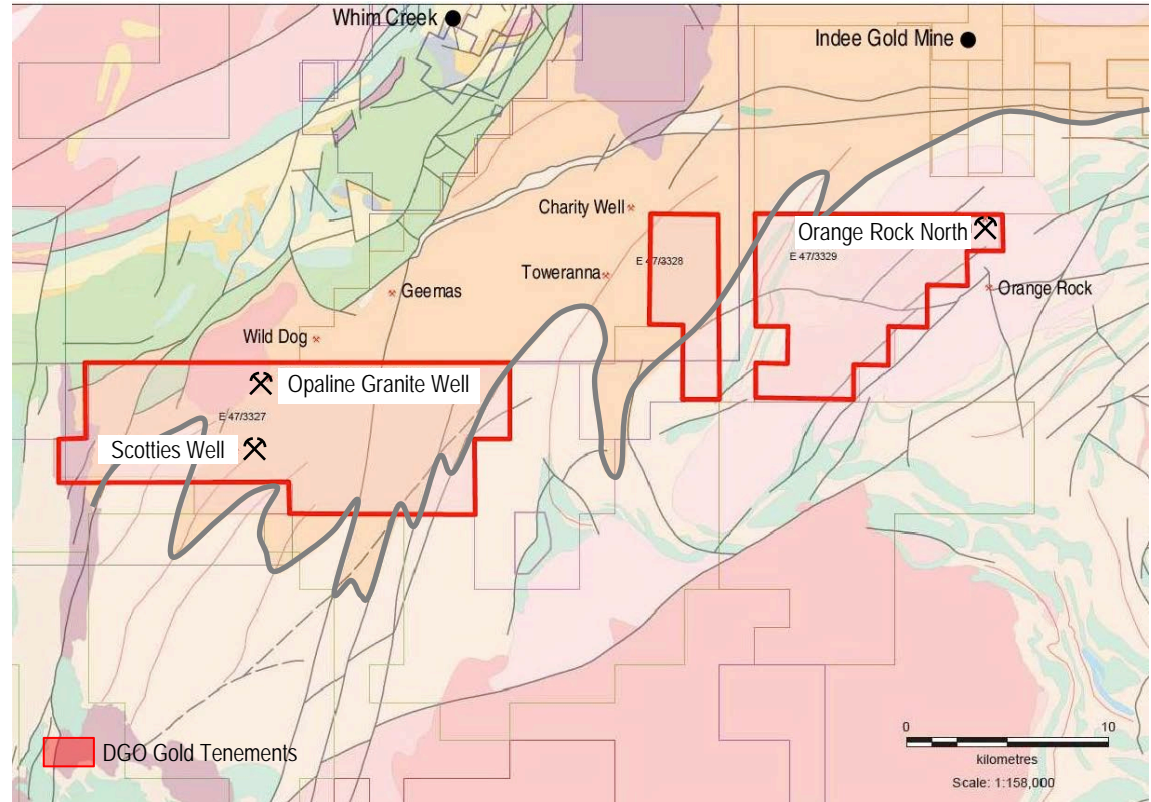 Whim Creek
Indee Gold Mine
Charity Well
Orange Rock North
Toweranna
E 47/3328
E 47/3329
Geemas
Orange Rock
Wild Dog
Opaline Granite Well
E 47/3327
Scotties Well
DGO Gold Tenements
0 10
kilometres
Scale: 1:158,000